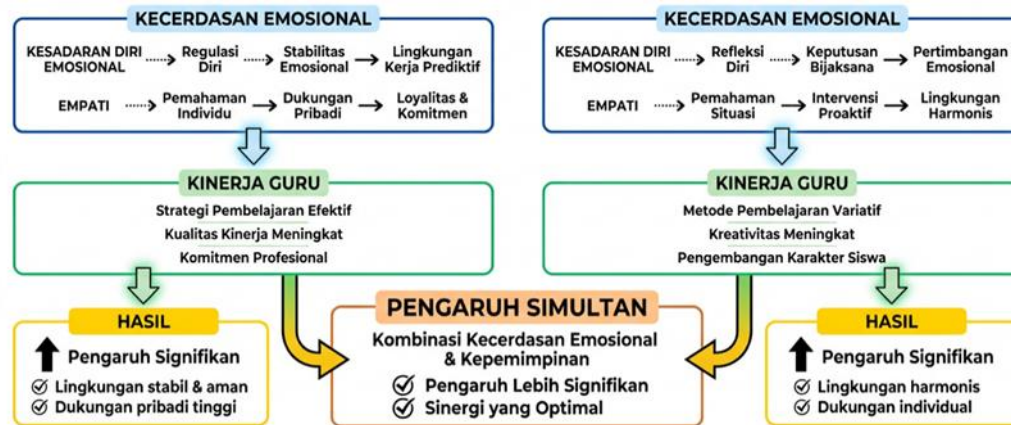 KECERDASAN EMOSIONAL
KESADARAN DIRI EMOSIONAL
Regulasi Diri
Stabilitas Emosional
Lingkungan Kerja Prediktif
EMPATI
Pemahaman Individu
Dukungan Pribadi
Loyalitas & Komitmen
KINERJA GURU
Strategi Pembelajaran Efektif
Kualitas Kinerja Meningkat
Komitmen Profesional
HASIL
Pengaruh Signifikan
Lingkungan stabil & aman
Dukungan pribadi tinggi
PENGARUH SIMULTAN
Kombinasi Kecerdasan Emosional
& Kepemimpinan
Pengaruh Lebih Signifikan
Sinergi yang Optimal
KECERDASAN EMOSIONAL
KESADARAN DIRI EMOSIONAL
Refleksi Diri
Keputusan Bijaksana
Pertimbangan Emosional
EMPATI
Pemahaman Situasi
Intervensi Proaktif
Lingkungan Harmonis
KINERJA GURU
Metode Pembelajaran Variatif
Kreativitas Meningkat
Pengembangan Karakter Siswa
HASIL
Pengaruh Signifikan
Lingkungan harmonis
Dukungan individual